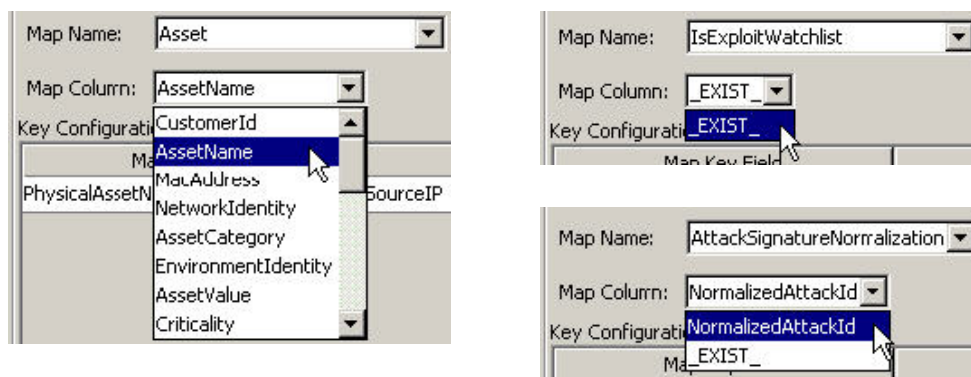 Map Name: Asset
Map Column: AssetName
Key Configurati
CustomerId
AssetName
MacAddress
PhysicalAssetN
SourceIP
NetworkIdentity
AssetCategory
EnvironmentIdentity
AssetValue
Criticality
Map Name: IsExploitWatchlist
Map Column: _EXIST_
Key Configurati
_EXIST_
Map Key Field
Map Name: AttackSignatureNormalization
Map Column: NormalizedAttackId
Key Configurati
NormalizedAttackId
_EXIST_